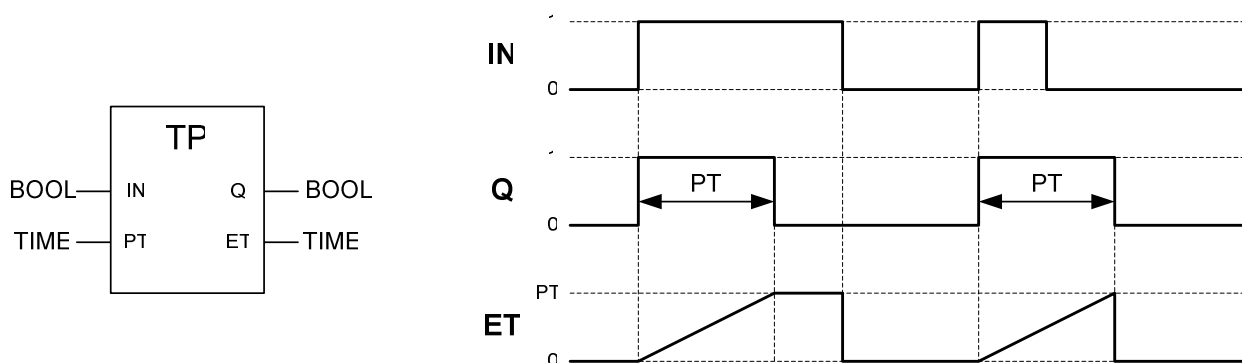 TP
BOOL IN Q BOOL
TIME PT ET TIME
IN
0
Q
PT PT
0
PT
ET
0